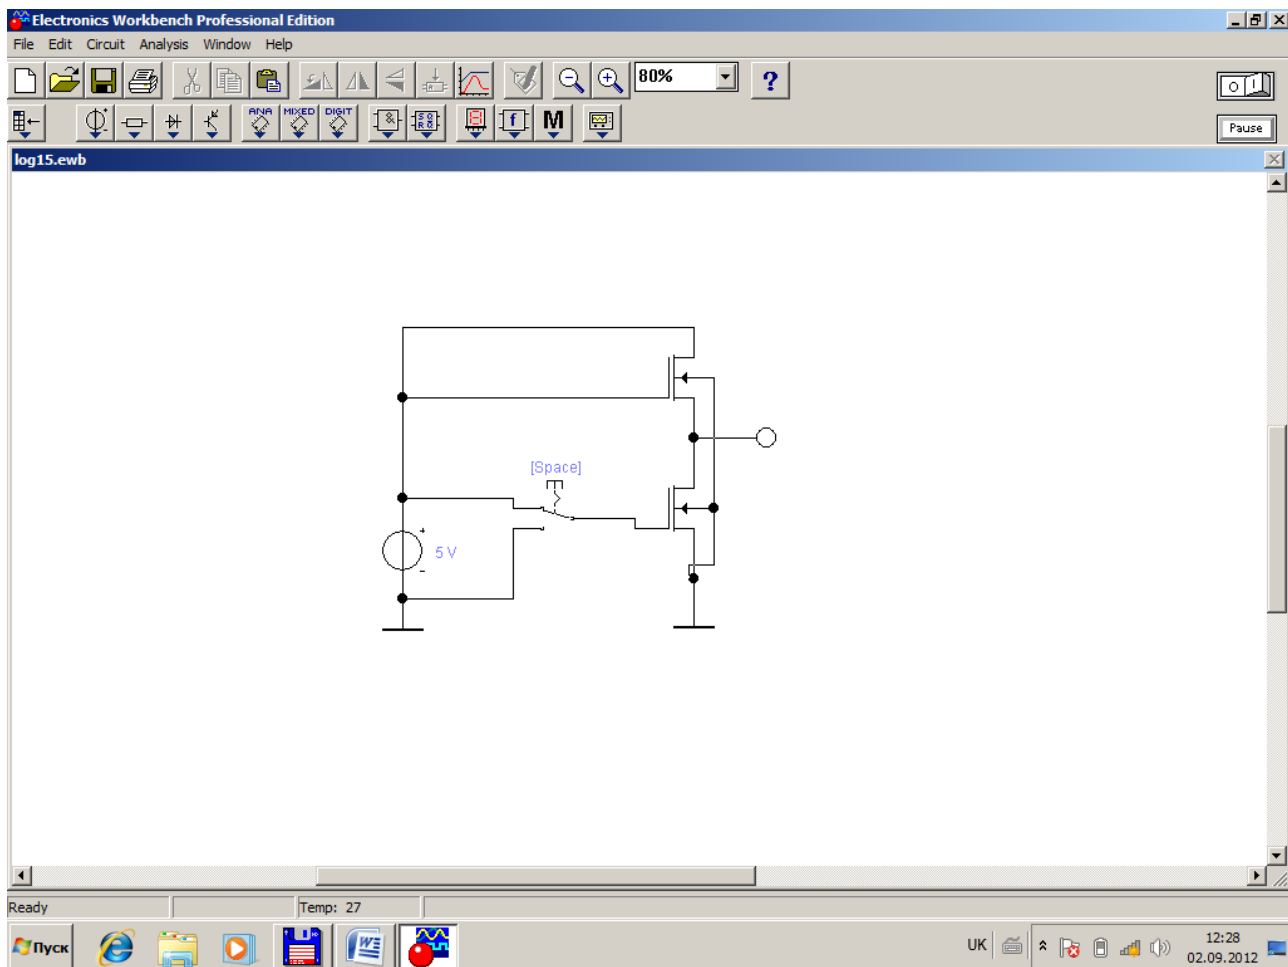 Electronics Workbench Professional Edition
File Edit Circuit Analysis Window Help
80%
?
ANA MIXED DIGIT
&
f
M
Pause
log15.ewb
[Space]
+
5 V
-
Ready
Temp: 27
Пуск
UK
12:28
02.09.2012